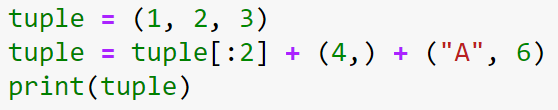 tuple = (1, 2, 3)
tuple = tuple[:2] + (4,) + ("A", 6)
print(tuple)